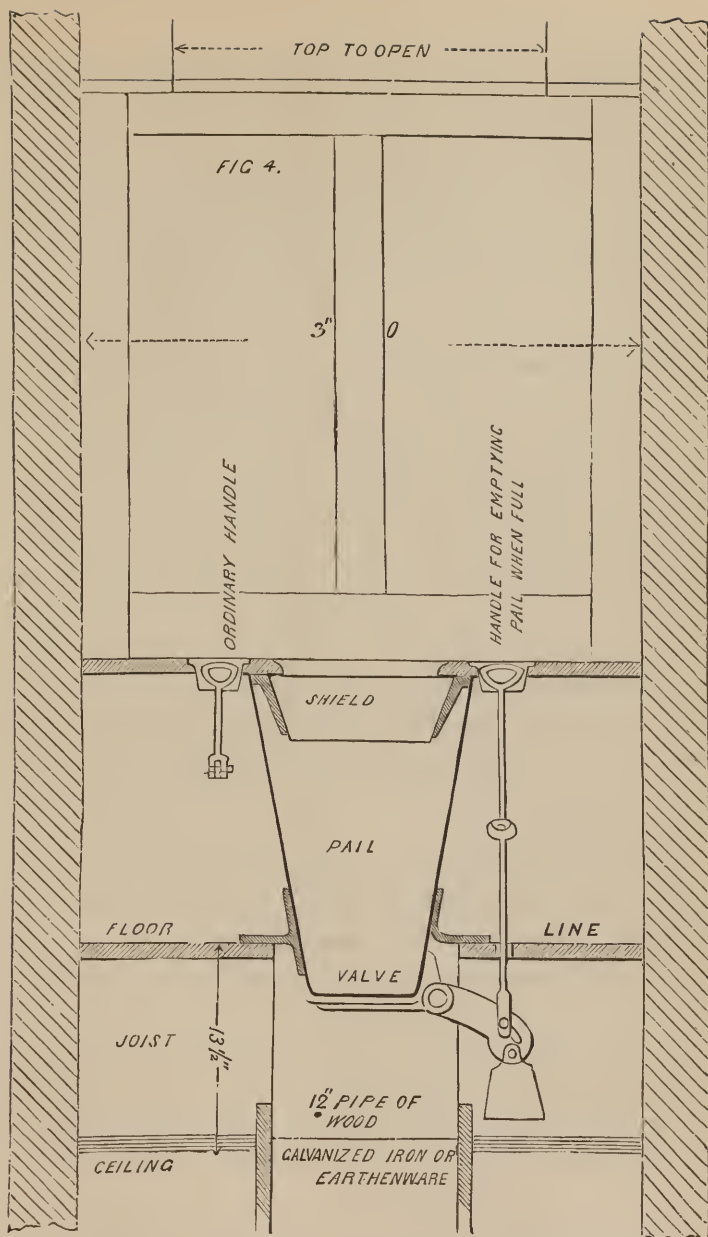 TOP TO OPEN
FIG 4.
3" 0
ORDINARY HANDLE
HANDLE FOR EMPTYING
PAIL WHEN FULL
SHIELD
PAIL
FLOOR LINE
VALVE
JOIST
13½"
12" PIPE OF
WOOD
CEILING
GALVANIZED IRON OR
EARTHENWARE